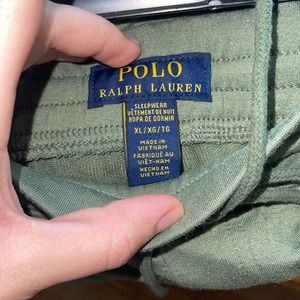 POLO
RALPH LAUREN
SLEEPWEAR
VÊTEMENT DE NUIT
ROPA DE DORMIR
XL/XG/TG
MADE IN
VIETNAM
FABRIQUÉ AU
VIÊT-NAM
HECHO EN
VIETNAM